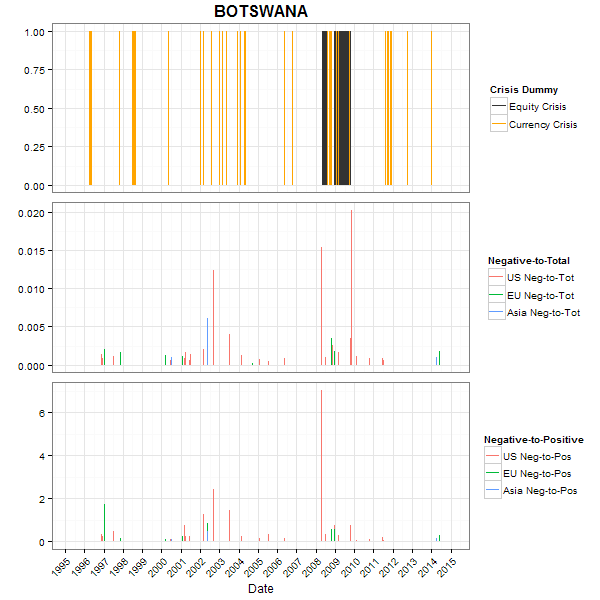 BOTSWANA
1.00
0.75
0.50
0.25
0.00
Crisis Dummy
Equity Crisis
Currency Crisis
0.020
0.015
0.010
0.005
0.000
Negative-to-Total
US Neg-to-Tot
EU Neg-to-Tot
Asia Neg-to-Tot
6
4
2
0
Negative-to-Positive
US Neg-to-Pos
EU Neg-to-Pos
Asia Neg-to-Pos
1995 1996 1997 1998 1999 2000 2001 2002 2003 2004 2005 2006 2007 2008 2009 2010 2011 2012 2013 2014 2015
Date